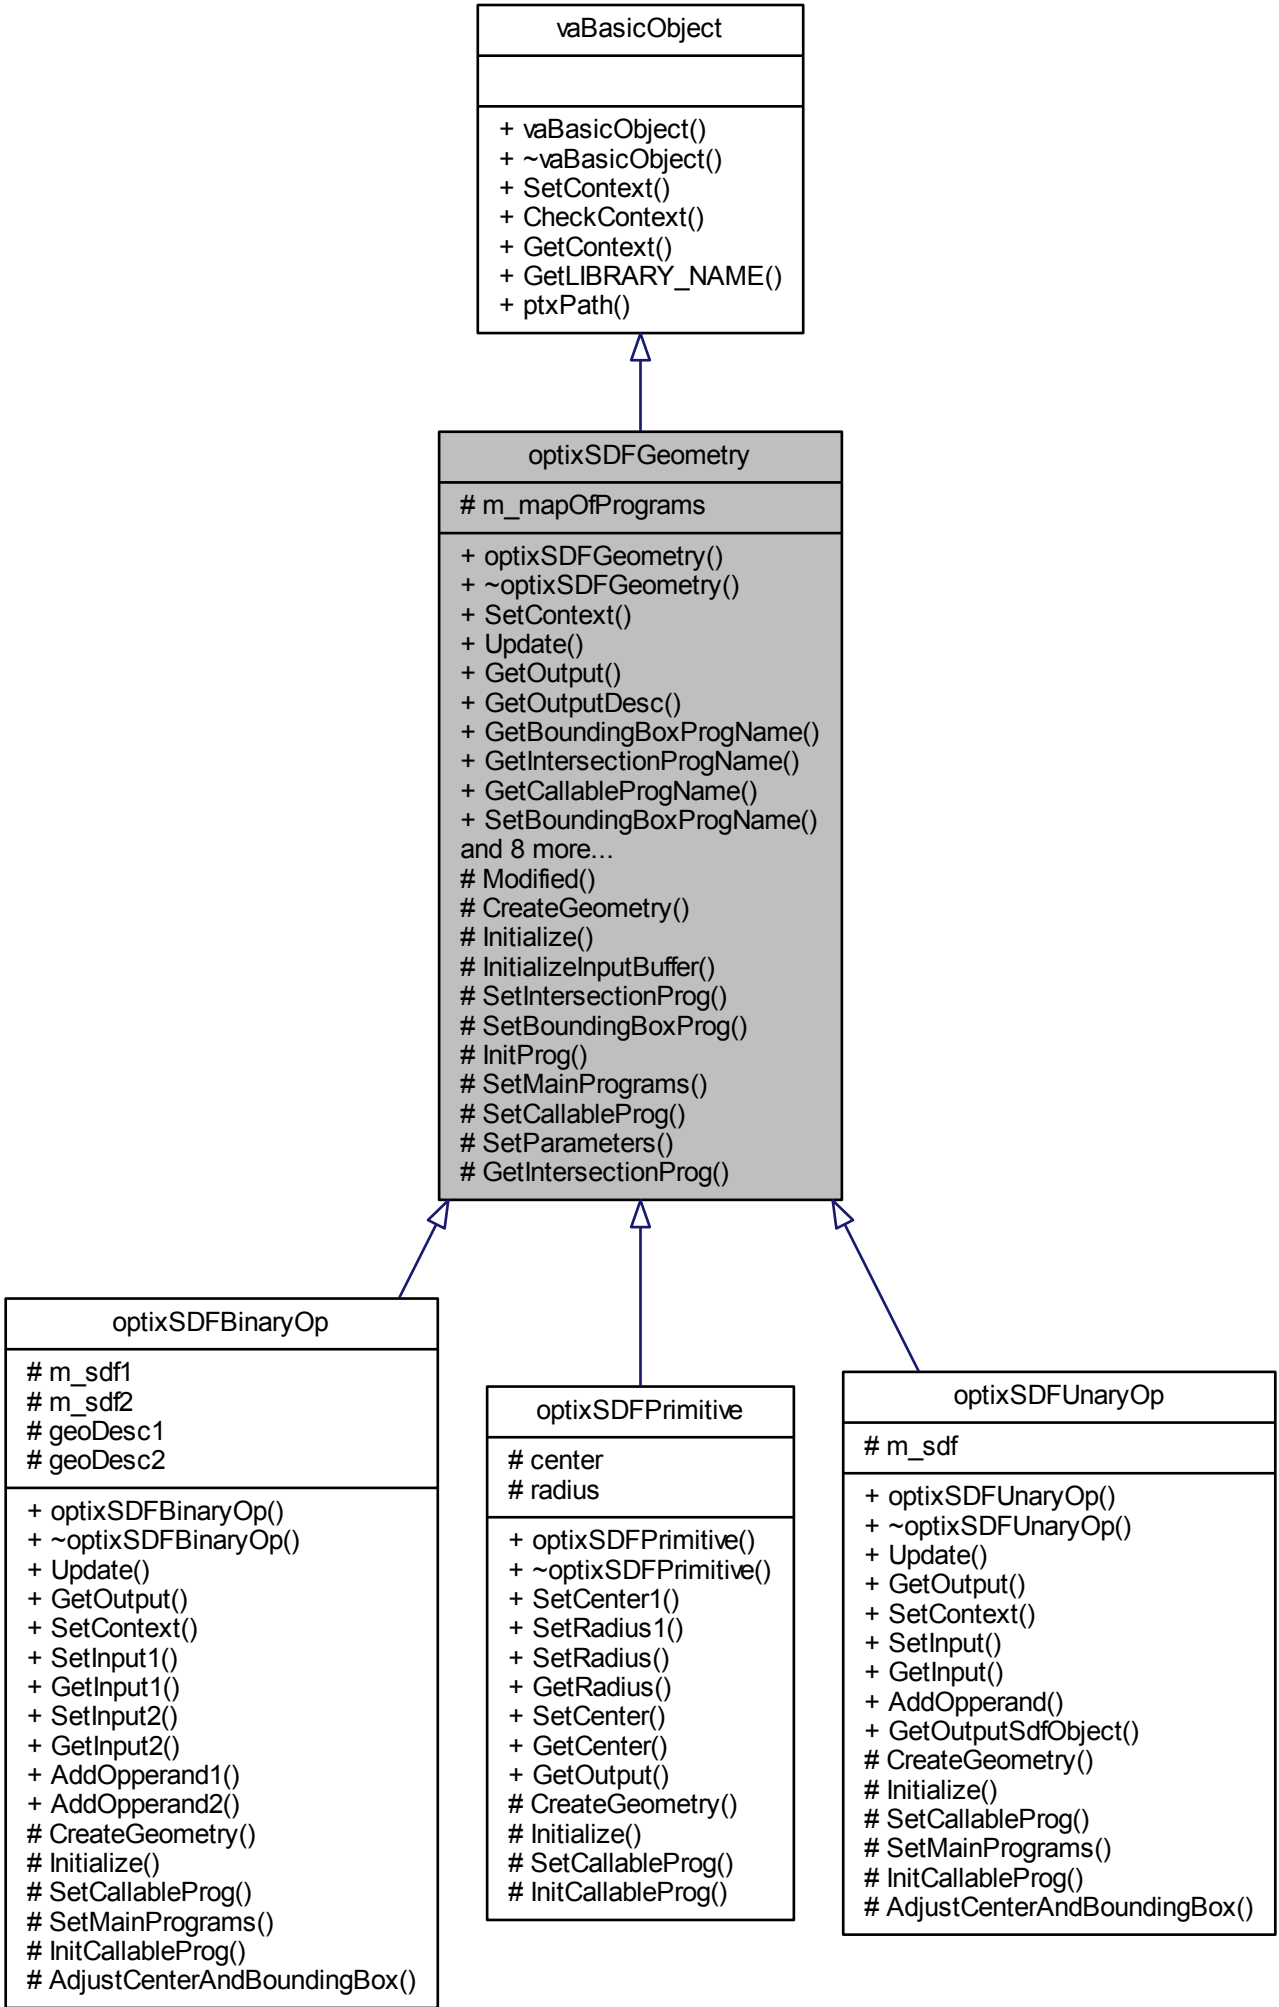 vaBasicObject
+ vaBasicObject()
+ ~vaBasicObject()
+ SetContext()
+ CheckContext()
+ GetContext()
+ GetLIBRARY_NAME()
+ ptxPath()
optixSDFGeometry
# m_mapOfPrograms
+ optixSDFGeometry()
+ ~optixSDFGeometry()
+ SetContext()
+ Update()
+ GetOutput()
+ GetOutputDesc()
+ GetBoundingBoxProgName()
+ GetIntersectionProgName()
+ GetCallableProgName()
+ SetBoundingBoxProgName()
and 8 more...
# Modified()
# CreateGeometry()
# Initialize()
# InitializeInputBuffer()
# SetIntersectionProg()
# SetBoundingBoxProg()
# InitProg()
# SetMainPrograms()
# SetCallableProg()
# SetParameters()
# GetIntersectionProg()
optixSDFBinaryOp
# m_sdf1
# m_sdf2
# geoDesc1
# geoDesc2
+ optixSDFBinaryOp()
+ ~optixSDFBinaryOp()
+ Update()
+ GetOutput()
+ SetContext()
+ SetInput1()
+ GetInput1()
+ SetInput2()
+ GetInput2()
+ AddOpperand1()
+ AddOpperand2()
# CreateGeometry()
# Initialize()
# SetCallableProg()
# SetMainPrograms()
# InitCallableProg()
# AdjustCenterAndBoundingBox()
optixSDFPrimitive
# center
# radius
+ optixSDFPrimitive()
+ ~optixSDFPrimitive()
+ SetCenter1()
+ SetRadius1()
+ SetRadius()
+ GetRadius()
+ SetCenter()
+ GetCenter()
+ GetOutput()
# CreateGeometry()
# Initialize()
# SetCallableProg()
# InitCallableProg()
optixSDFUnaryOp
# m_sdf
+ optixSDFUnaryOp()
+ ~optixSDFUnaryOp()
+ Update()
+ GetOutput()
+ SetContext()
+ SetInput()
+ GetInput()
+ AddOpperand()
+ GetOutputSdfObject()
# CreateGeometry()
# Initialize()
# SetCallableProg()
# SetMainPrograms()
# InitCallableProg()
# AdjustCenterAndBoundingBox()